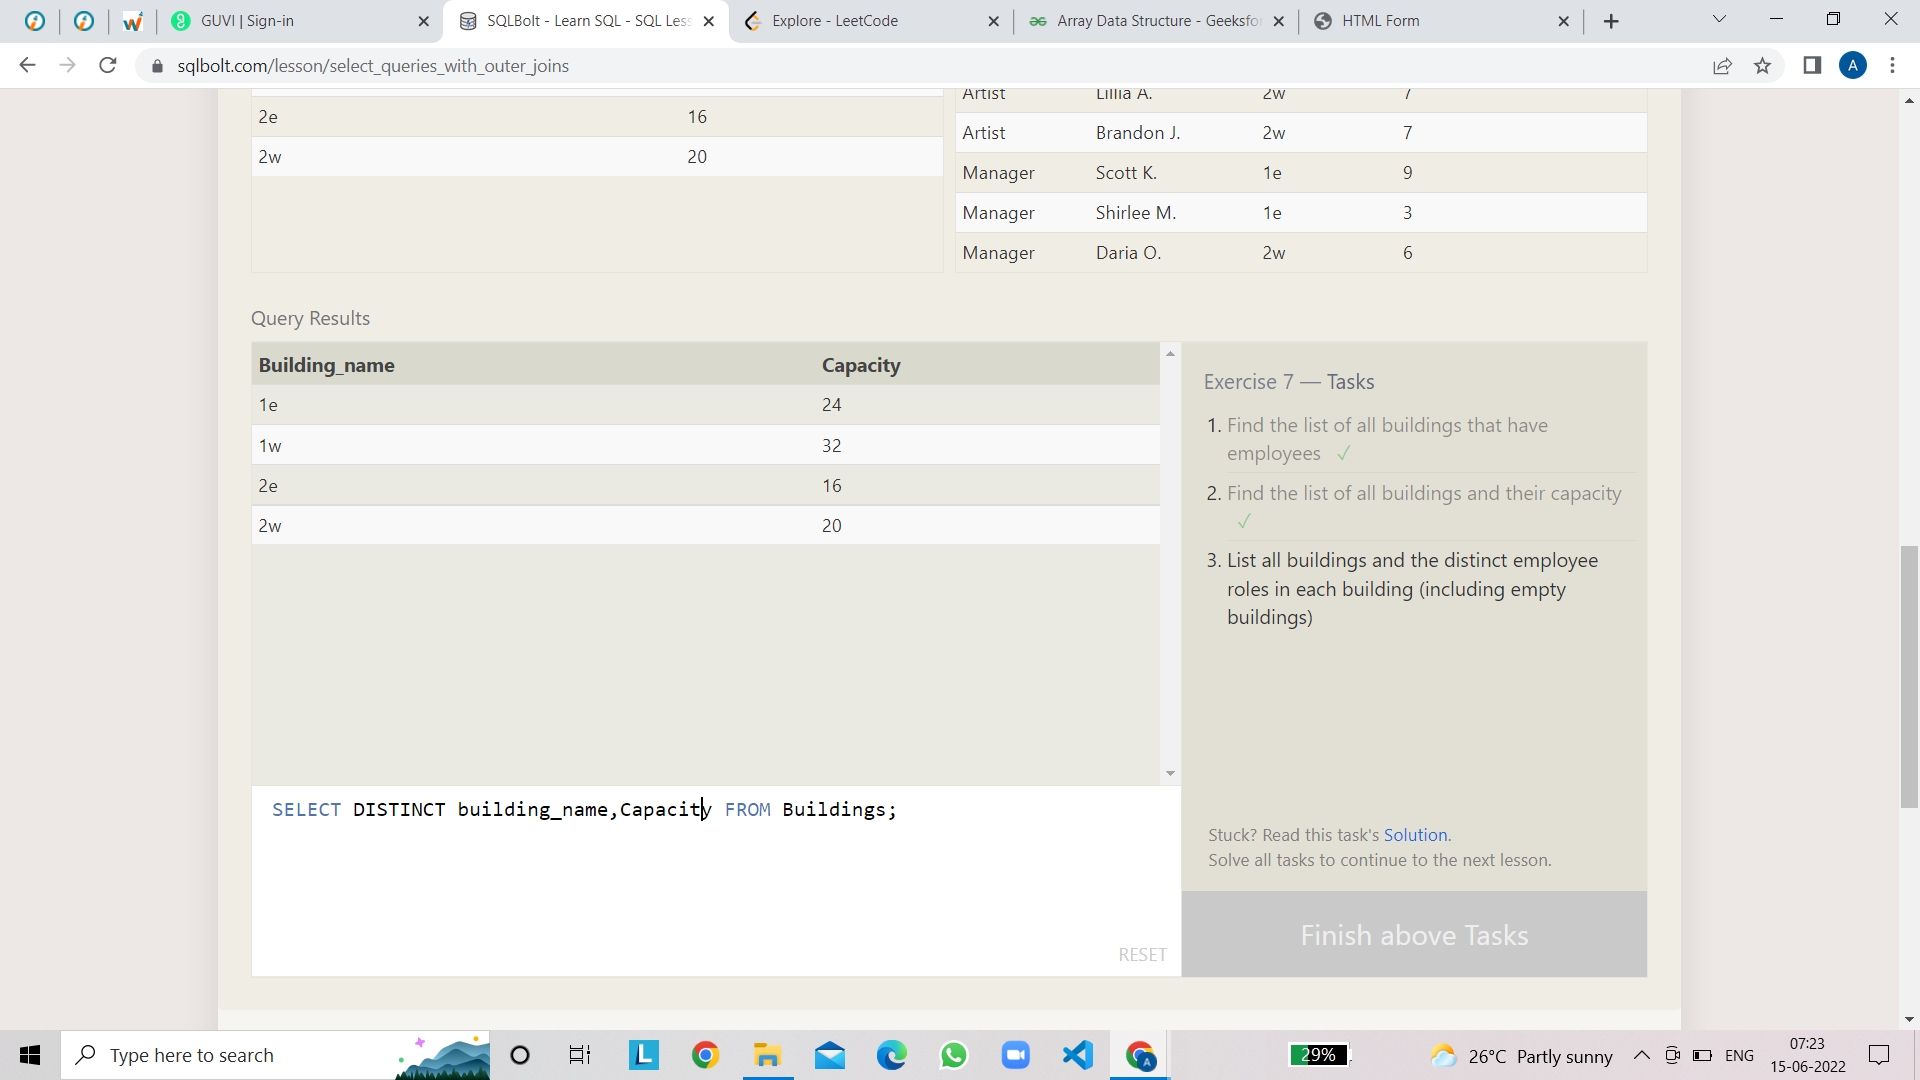 GUVI | Sign-in
SQLBolt - Learn SQL - SQL Less
Explore - LeetCode
Array Data Structure - Geeksfor
HTML Form
sqlbolt.com/lesson/select_queries_with_outer_joins
A
2e 16
2w 20
Artist Lillia A. 2w 7
Artist Brandon J. 2w 7
Manager Scott K. 1e 9
Manager Shirlee M. 1e 3
Manager Daria O. 2w 6
Query Results
Building_name Capacity
1e 24
1w 32
2e 16
2w 20
Exercise 7 — Tasks
1. Find the list of all buildings that have
employees ✓
2. Find the list of all buildings and their capacity
✓
3. List all buildings and the distinct employee
roles in each building (including empty
buildings)
SELECT DISTINCT building_name,Capacity FROM Buildings;
RESET
Stuck? Read this task's Solution.
Solve all tasks to continue to the next lesson.
Finish above Tasks
Type here to search
L
A
29%
26°C Partly sunny
ENG
07:23
15-06-2022